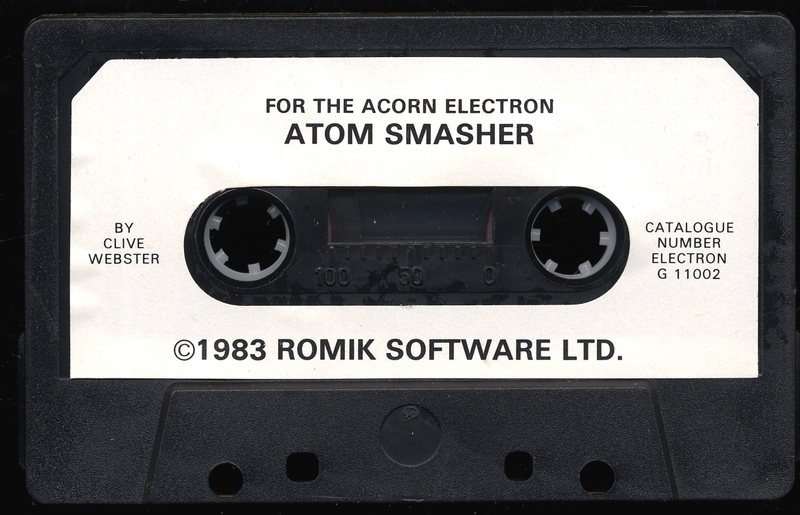 FOR THE ACORN ELECTRON
ATOM SMASHER
BY
CLIVE
WEBSTER
CATALOGUE
NUMBER
ELECTRON
G 11002
100 50 0
©1983 ROMIK SOFTWARE LTD.